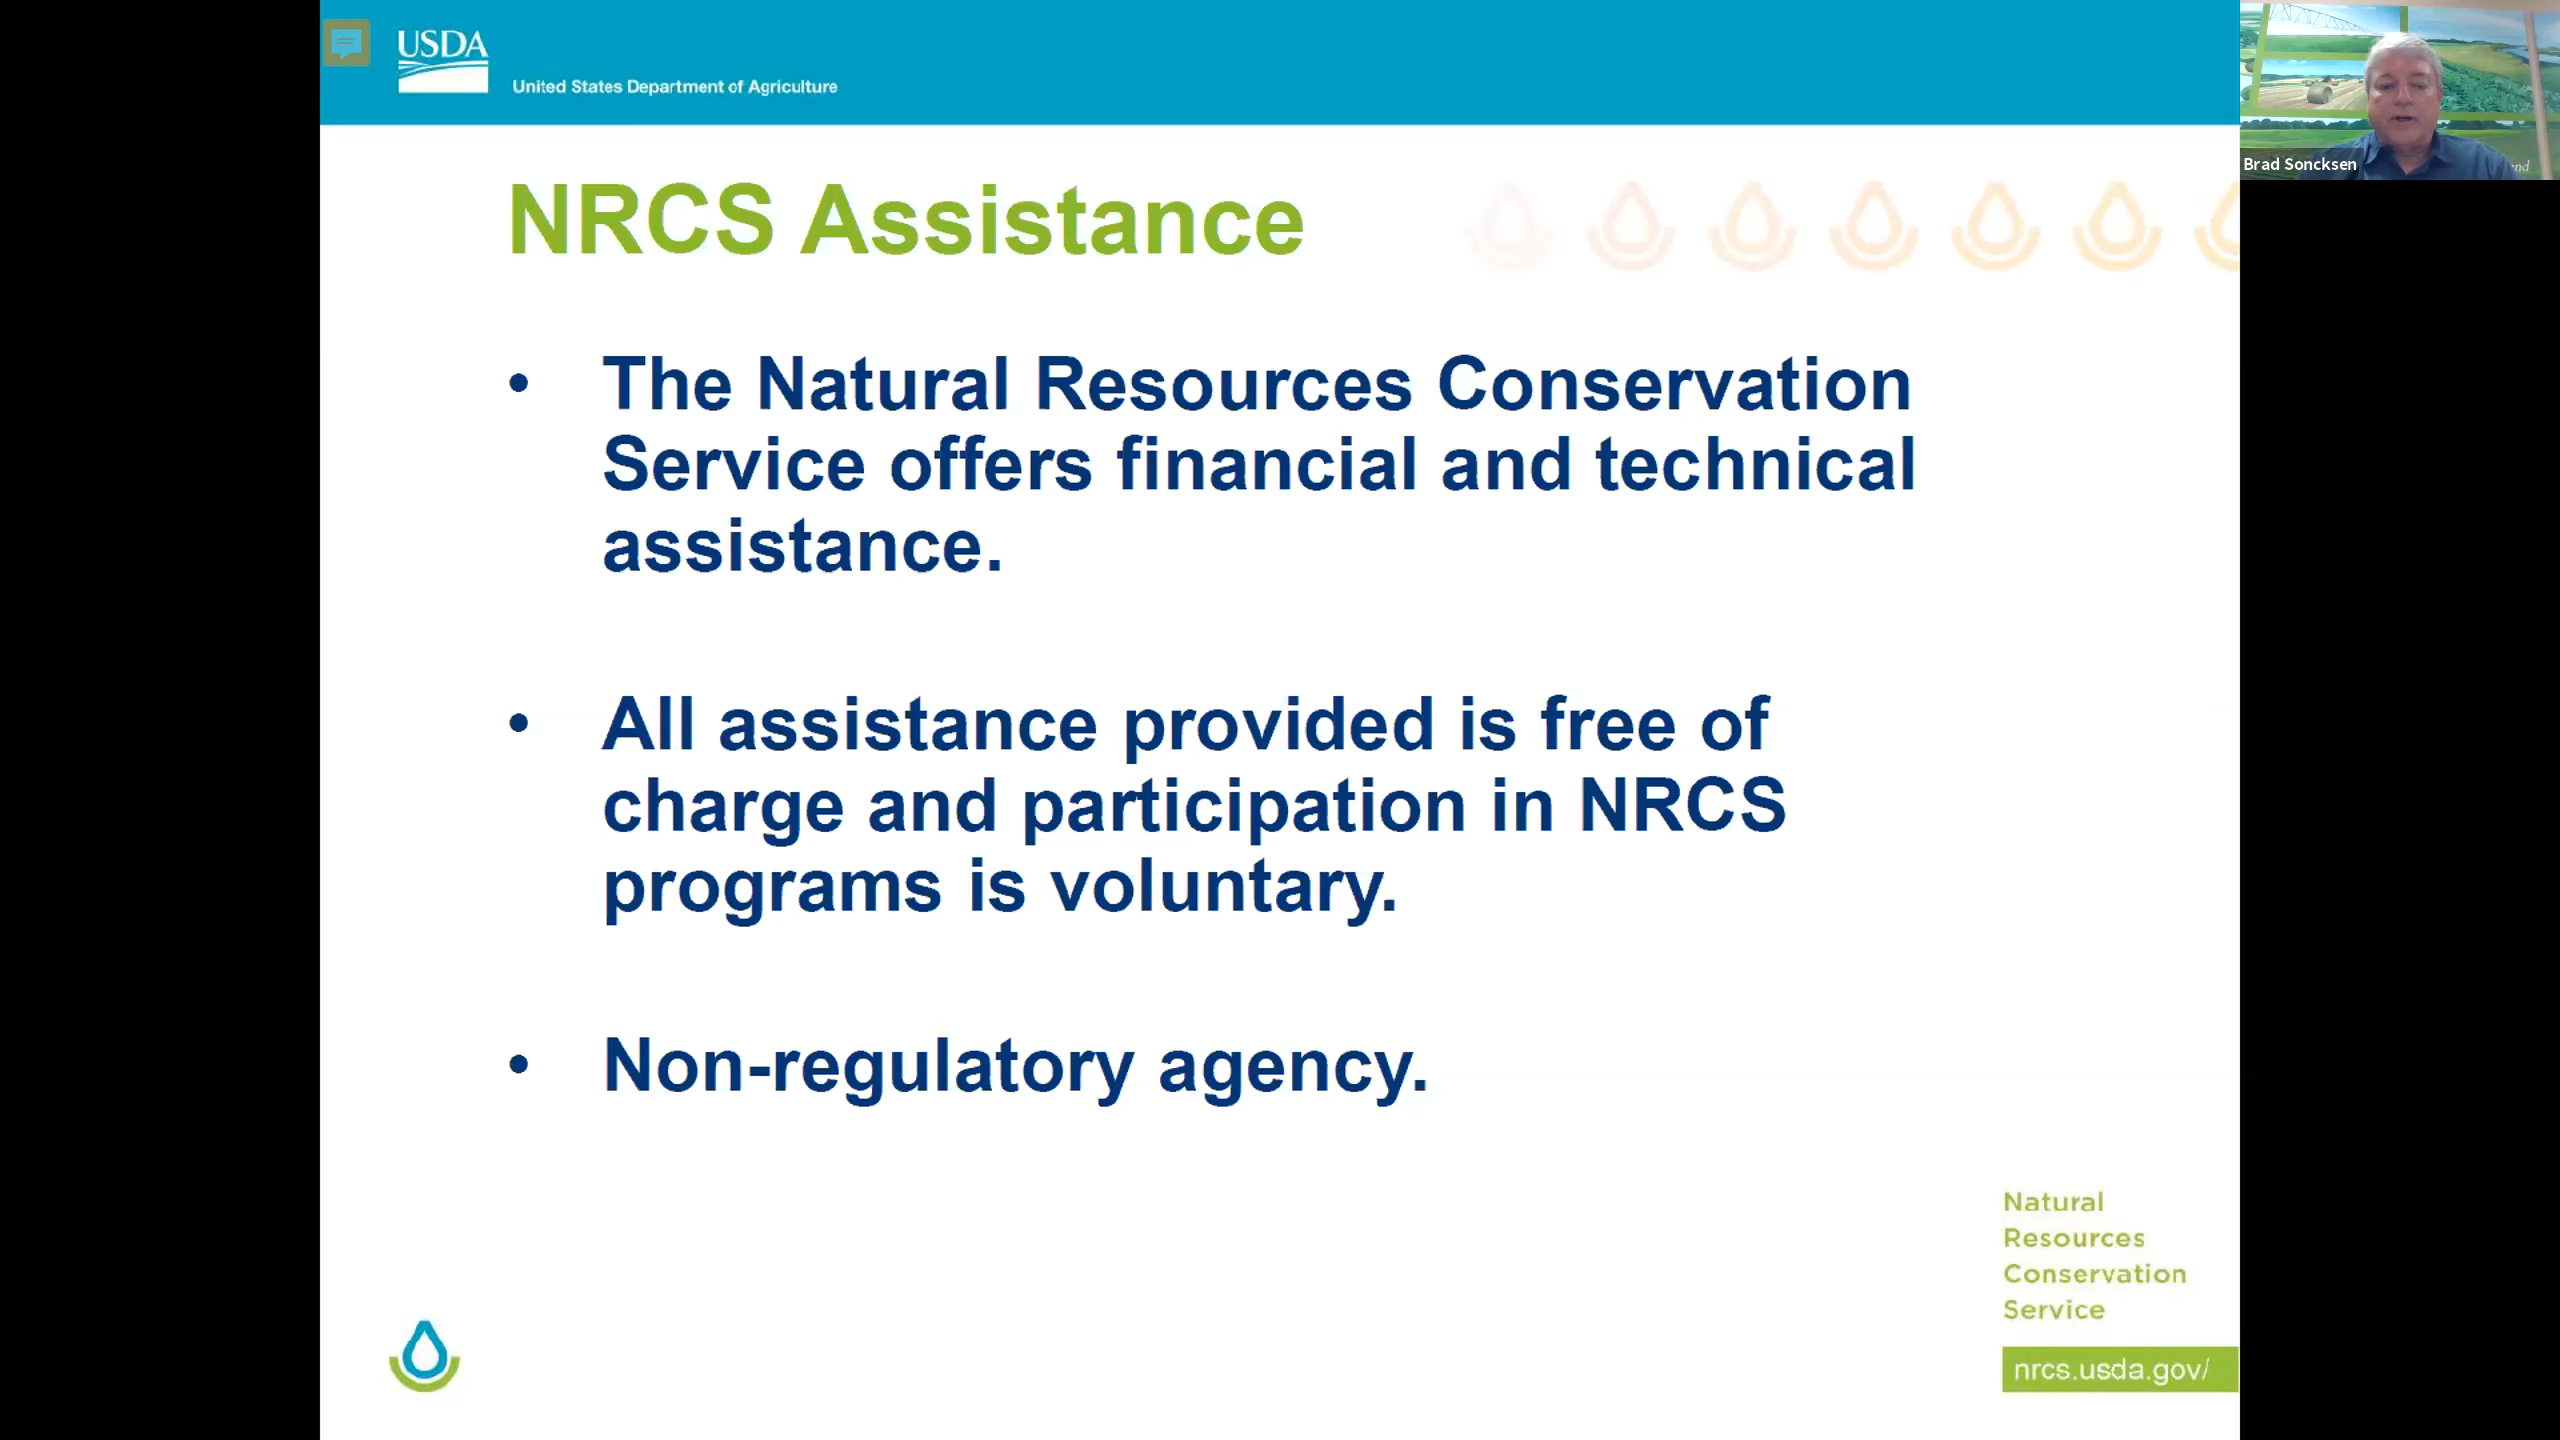 USDA
United States Department of Agriculture
Brad Soncksen
nd
NRCS Assistance
• The Natural Resources Conservation
Service offers financial and technical
assistance.
• All assistance provided is free of
charge and participation in NRCS
programs is voluntary.
• Non-regulatory agency.
Natural
Resources
Conservation
Service
nrcs.usda.gov/